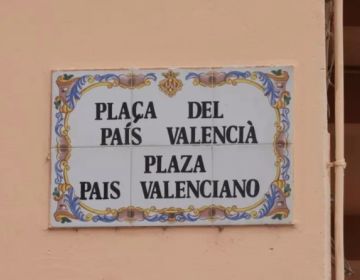 PLAÇA DEL
PAÍS VALENCIÀ
PLAZA
PAIS VALENCIANO